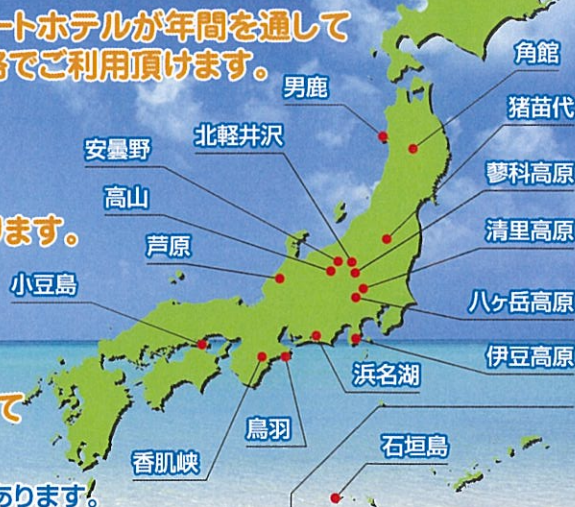 ートホテルが年間を通して
格でご利用頂けます。
角館
男鹿
猪苗代
北軽井沢
安曇野
蓼科高原
高山
ります。
清里高原
芦原
小豆島
八ヶ岳高原
伊豆高原
浜名湖
て
鳥羽
石垣島
香肌峡
あります。